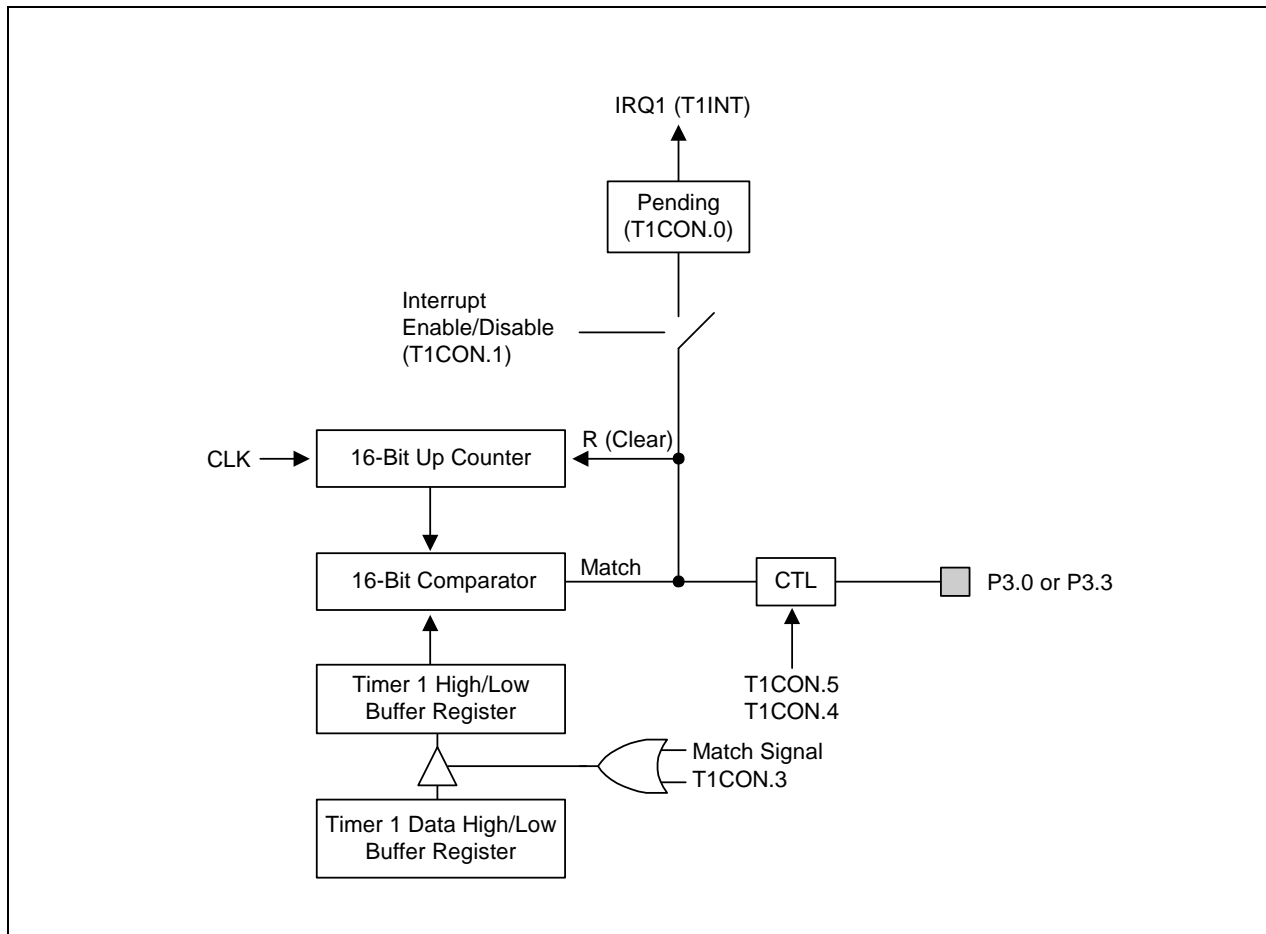 IRQ1 (T1INT)
Pending
(T1CON.0)
Interrupt
Enable/Disable
(T1CON.1)
R (Clear)
CLK
16-Bit Up Counter
16-Bit Comparator
Match
CTL
P3.0 or P3.3
Timer 1 High/Low
Buffer Register
T1CON.5
T1CON.4
Match Signal
T1CON.3
Timer 1 Data High/Low
Buffer Register